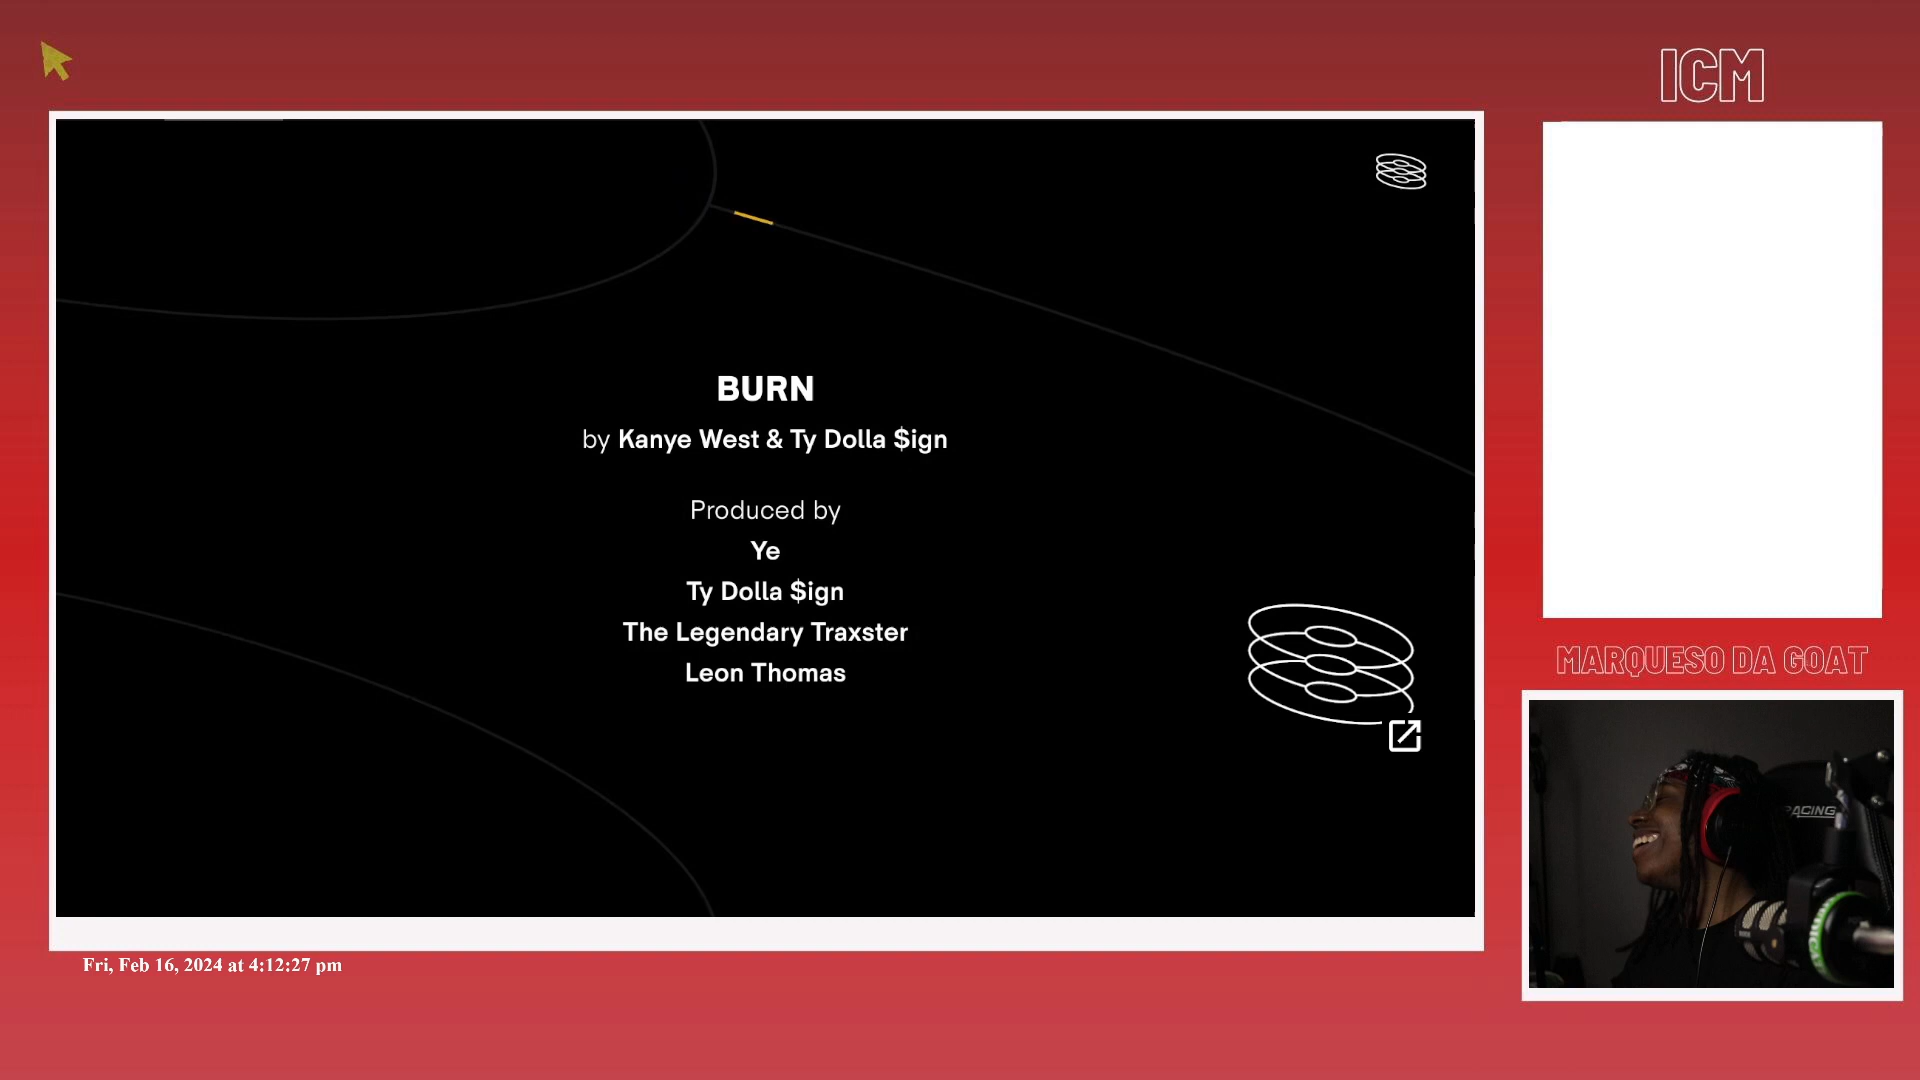 ICM
BURN
by Kanye West & Ty Dolla $ign
Produced by
Ye
Ty Dolla $ign
The Legendary Traxster
Leon Thomas
MARQUESO DA GOAT
RACING
Fri, Feb 16, 2024 at 4:12:27 pm